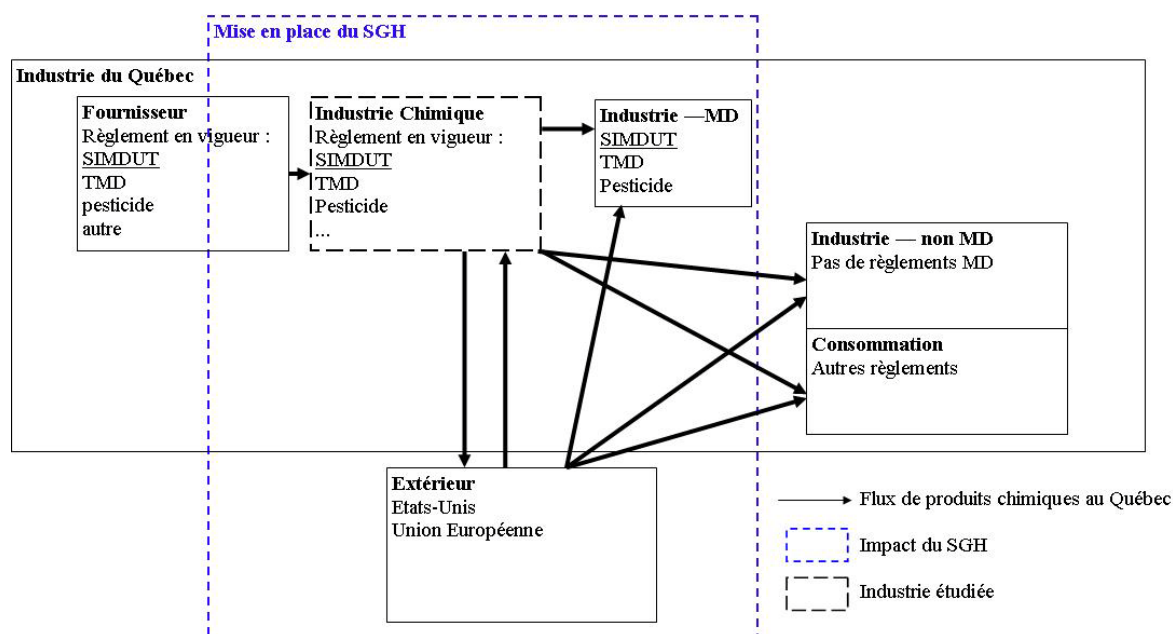 Mise en place du SGH
Industrie du Québec
Fournisseur
Règlement en vigueur :
SIMDUT
TMD
pesticide
autre
Industrie Chimique
Règlement en vigueur :
SIMDUT
TMD
Pesticide
...
Industrie —MD
SIMDUT
TMD
Pesticide
Industrie — non MD
Pas de règlements MD
Consommation
Autres règlements
Extérieur
Etats-Unis
Union Européenne
Flux de produits chimiques au Québec
Impact du SGH
Industrie étudiée